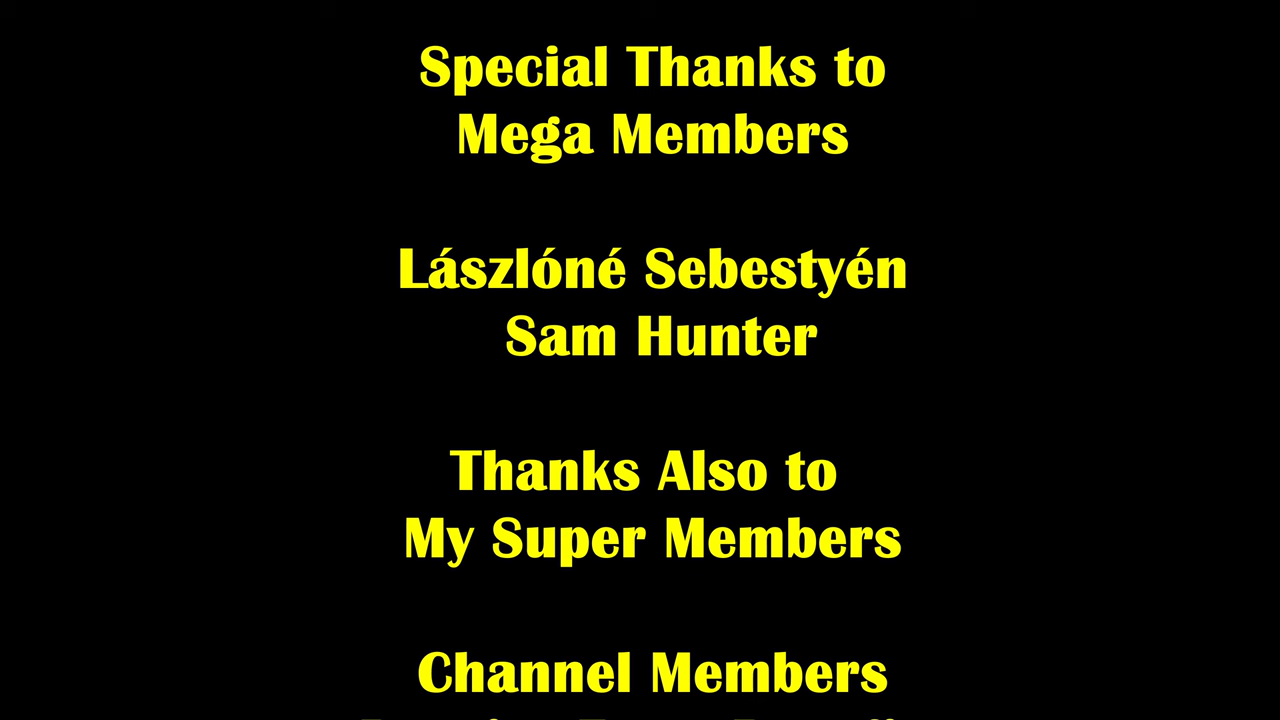 Special Thanks to
Mega Members
Lászlóné Sebestyén
Sam Hunter
Thanks Also to
My Super Members
Channel Members